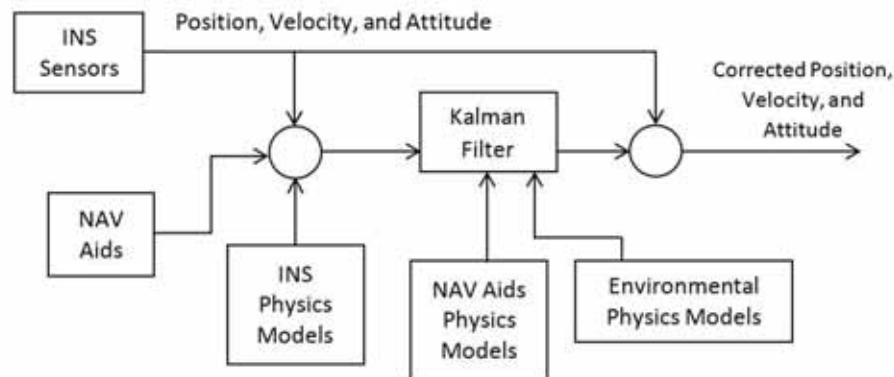 INS
Sensors
Position, Velocity, and Attitude
Corrected Position,
Velocity, and
Attitude
Kalman
Filter
NAV
Aids
INS
Physics
Models
NAV Aids
Physics
Models
Environmental
Physics Models